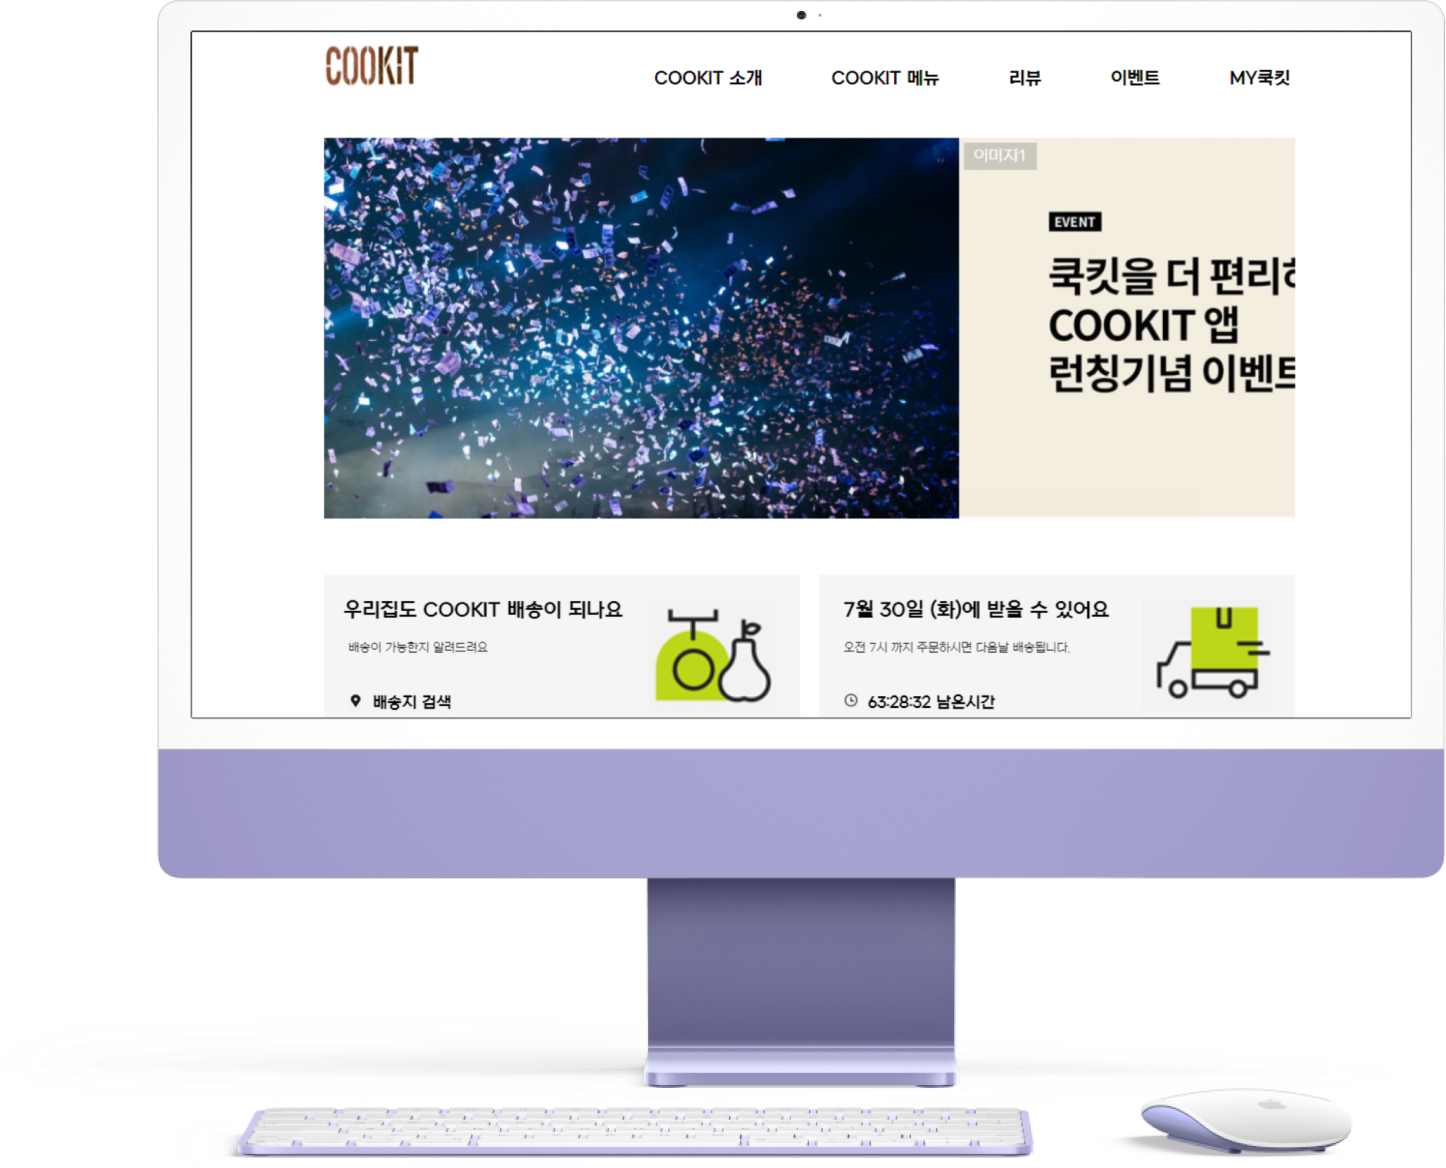 COOKIT
COOKIT 소개 COOKIT 메뉴 리뷰 이벤트 MY쿡킷
이미지1
EVENT
쿡킷을 더 편리하
COOKIT 앱
런칭기념 이벤트
우리집도 COOKIT 배송이 되나요
배송이 가능한지 알려드려요
배송지 검색
7월 30일 (화)에 받을 수 있어요
오전 7시 까지 주문하시면 다음날 배송됩니다.
63:28:32 남은시간